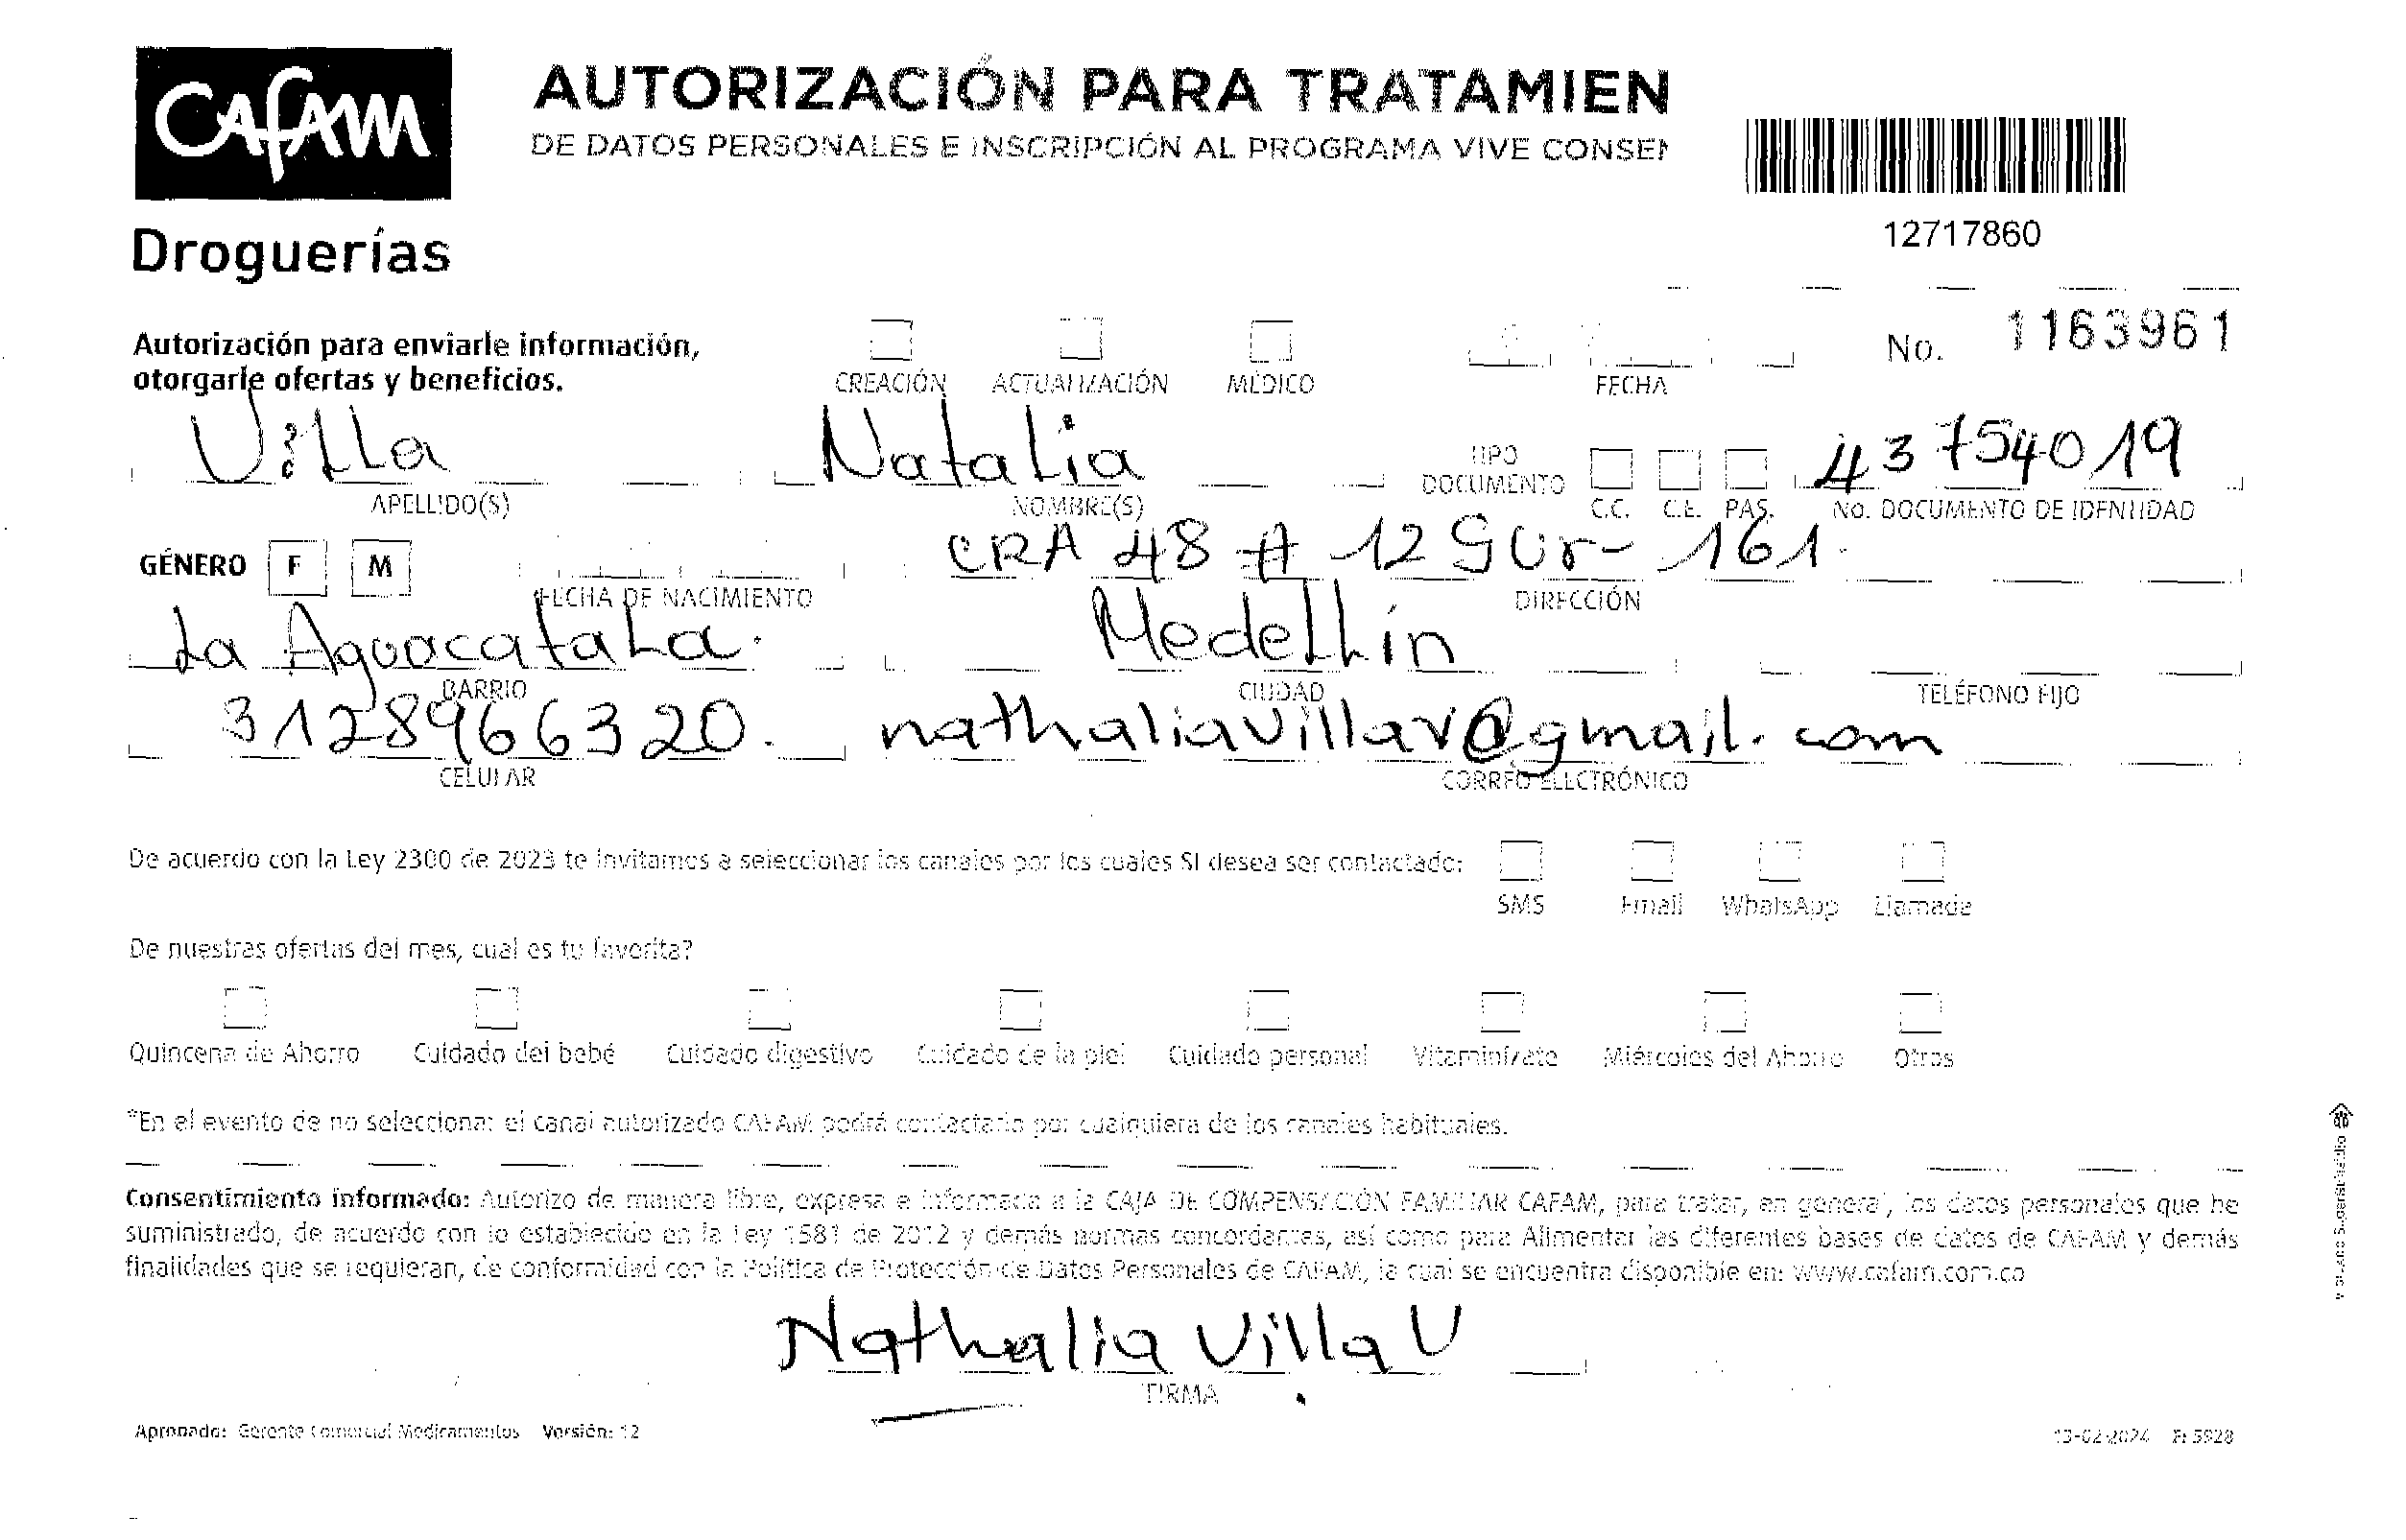 CAFAM
Droguerías
AUTORIZACIÓN PARA TRATAMIEN
DE DATOS PERSONALES E INSCRIPCIÓN AL PROGRAMA VIVE CONSEN
12717860
Autorización para enviarle información,
otorgarle ofertas y beneficios.
CREACIÓN ACTUALIZACIÓN MÉDICO FECHA No. 1163961
Villa Natalia 43754019
APELLIDO(S) NOMBRE(S) TIPO DOCUMENTO C.C. C.E. PAS. No. DOCUMENTO DE IDENTIDAD
CRA 48 # 12 Sur - 161.
GÉNERO F M FECHA DE NACIMIENTO DIRECCIÓN
La Aguacatala. Medellín
BARRIO CIUDAD TELÉFONO FIJO
3128966320. nathaliavillav@gmail.com
CELULAR CORREO ELECTRÓNICO
De acuerdo con la Ley 2300 de 2023 te invitamos a seleccionar los canales por los cuales SI desea ser contactado:
SMS Email WhatsApp Llamada
De nuestras ofertas del mes, cual es tu favorita?
Quincena de Ahorro Cuidado del bebé Cuidado digestivo Cuidado de la piel Cuidado personal Vitaminízate Miércoles del Ahorro Otros
*En el evento de no seleccionar el canal autorizado CAFAM podrá contactarlo por cualquiera de los canales habituales.
Consentimiento informado: Autorizo de manera libre, expresa e informada a la CAJA DE COMPENSACIÓN FAMILIAR CAFAM, para tratar, en general, los datos personales que he
suministrado, de acuerdo con lo establecido en la Ley 1581 de 2012 y demás normas concordantes, así como para Alimentar las diferentes bases de datos de CAFAM y demás
finalidades que se requieran, de conformidad con la Política de Protección de Datos Personales de CAFAM, la cual se encuentra disponible en: www.cafam.com.co
Nathalia Villa V
FIRMA
Aprobado: Gerente Comercial Medicamentos Versión: 12
13-02-2024 F: 5928